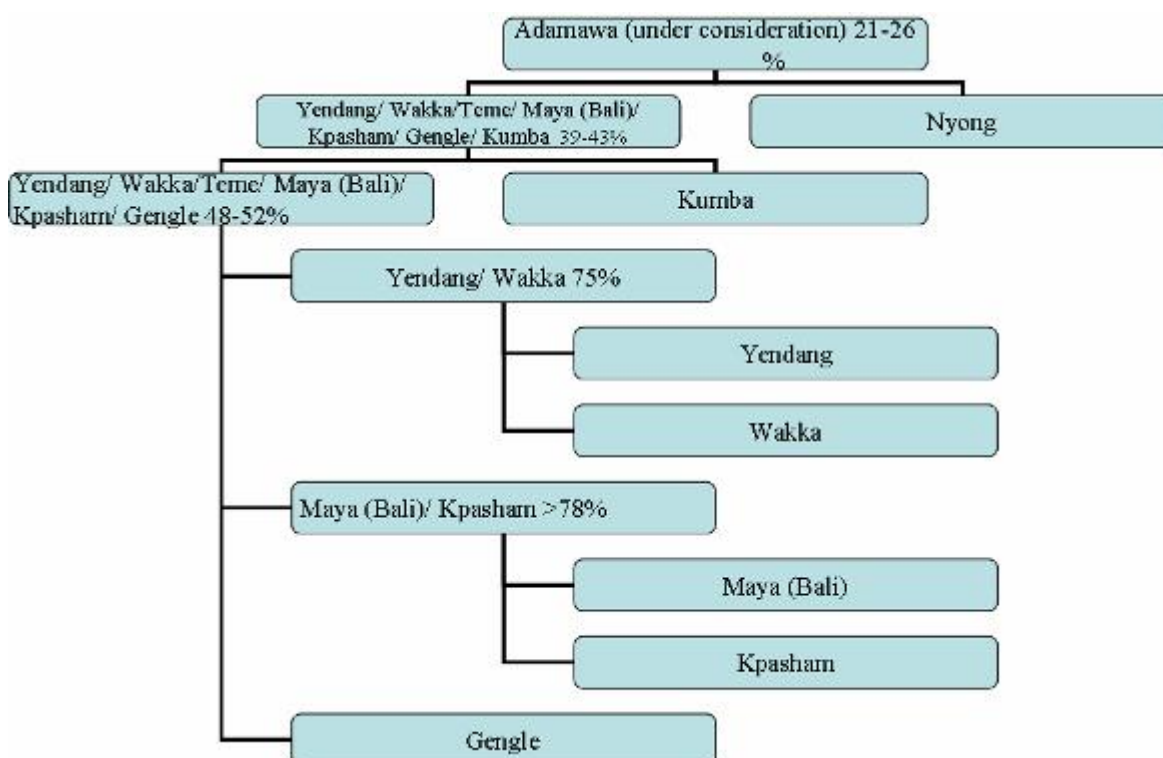 Adamawa (under consideration) 21-26
%
Yendang/ Wakka/Teme/ Maya (Bali)/
Kpasham/ Gengle/ Kumba 39-43%
Nyong
Yendang/ Wakka/Teme/ Maya (Bali)/
Kpasham/ Gengle 48-52%
Kumba
Yendang/ Wakka 75%
Yendang
Wakka
Maya (Bali)/ Kpasham >78%
Maya (Bali)
Kpasham
Gengle